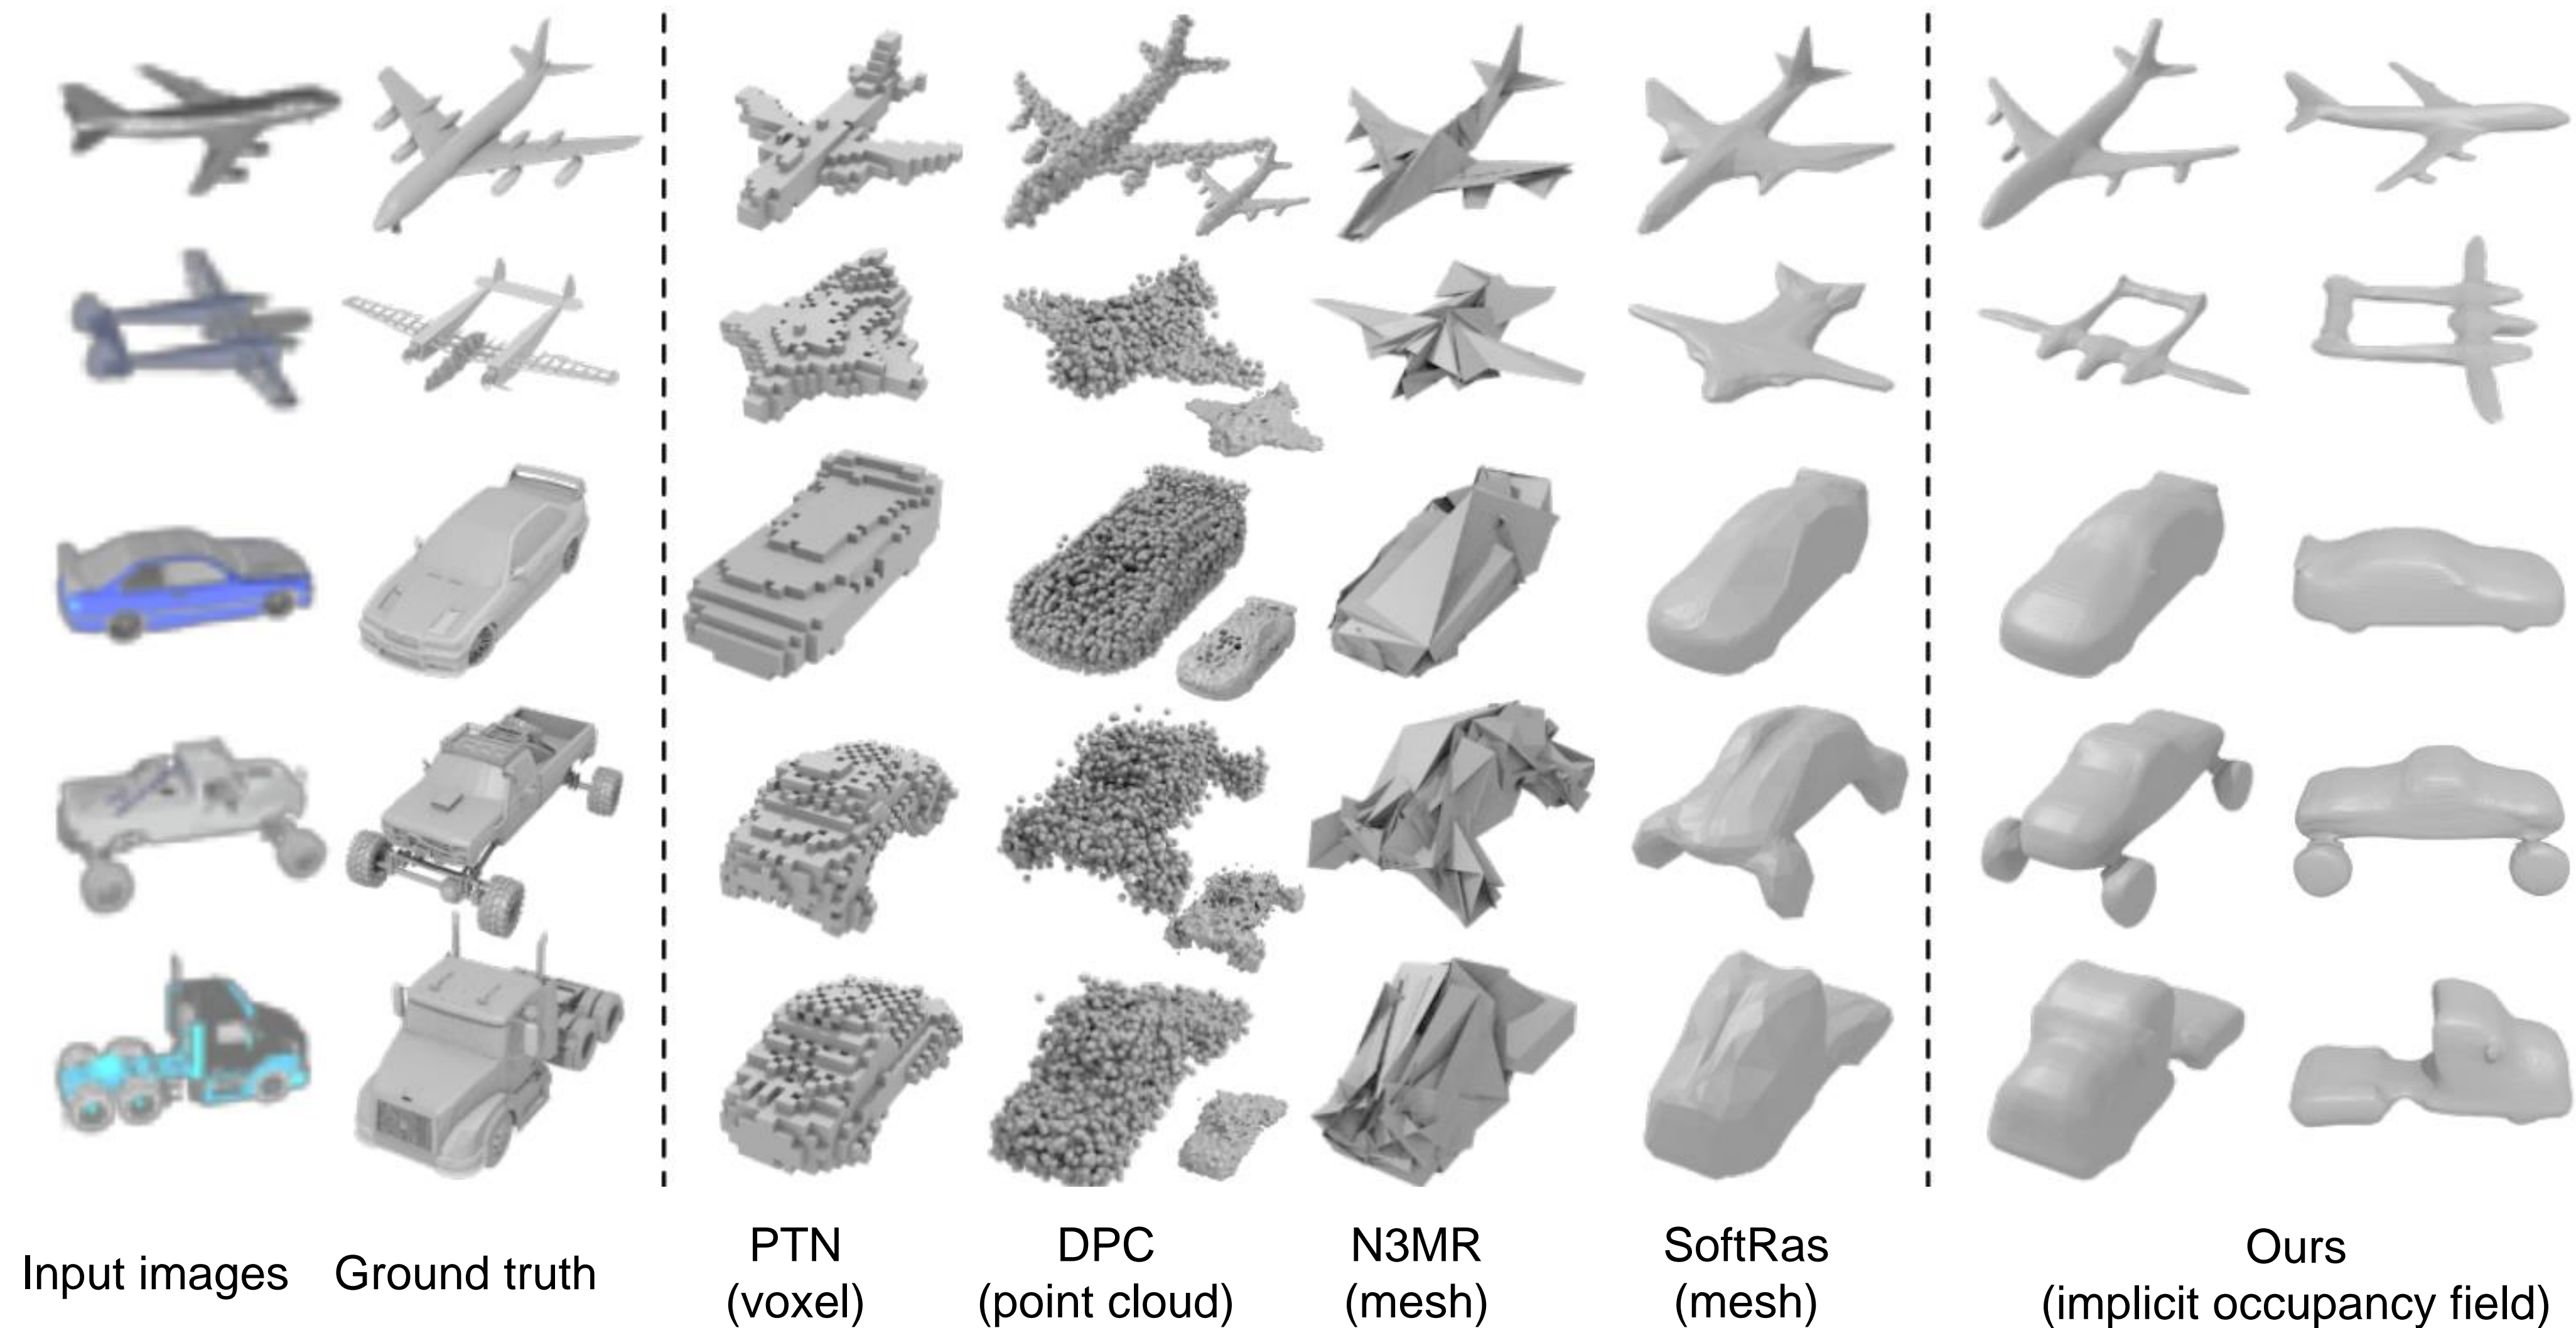 Input images
Ground truth
PTN
(voxel)
DPC
(point cloud)
N3MR
(mesh)
SoftRas
(mesh)
Ours
(implicit occupancy field)